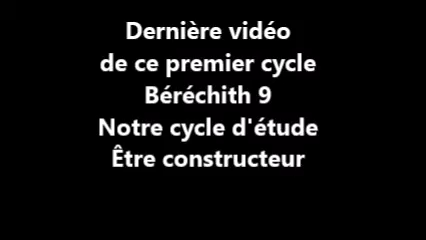 Dernière vidéo
de ce premier cycle
Béréchith 9
Notre cycle d'étude
Être constructeur